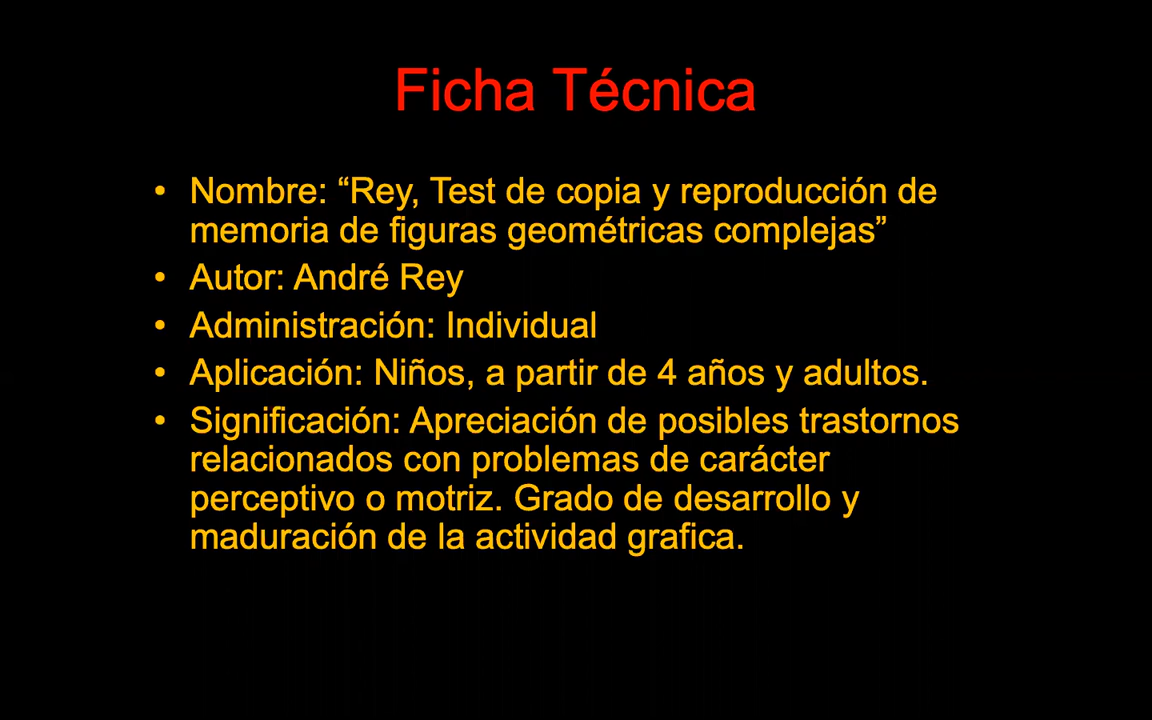 Ficha Técnica
• Nombre: “Rey, Test de copia y reproducción de
memoria de figuras geométricas complejas”
• Autor: André Rey
• Administración: Individual
• Aplicación: Niños, a partir de 4 años y adultos.
• Significación: Apreciación de posibles trastornos
relacionados con problemas de carácter
perceptivo o motriz. Grado de desarrollo y
maduración de la actividad grafica.